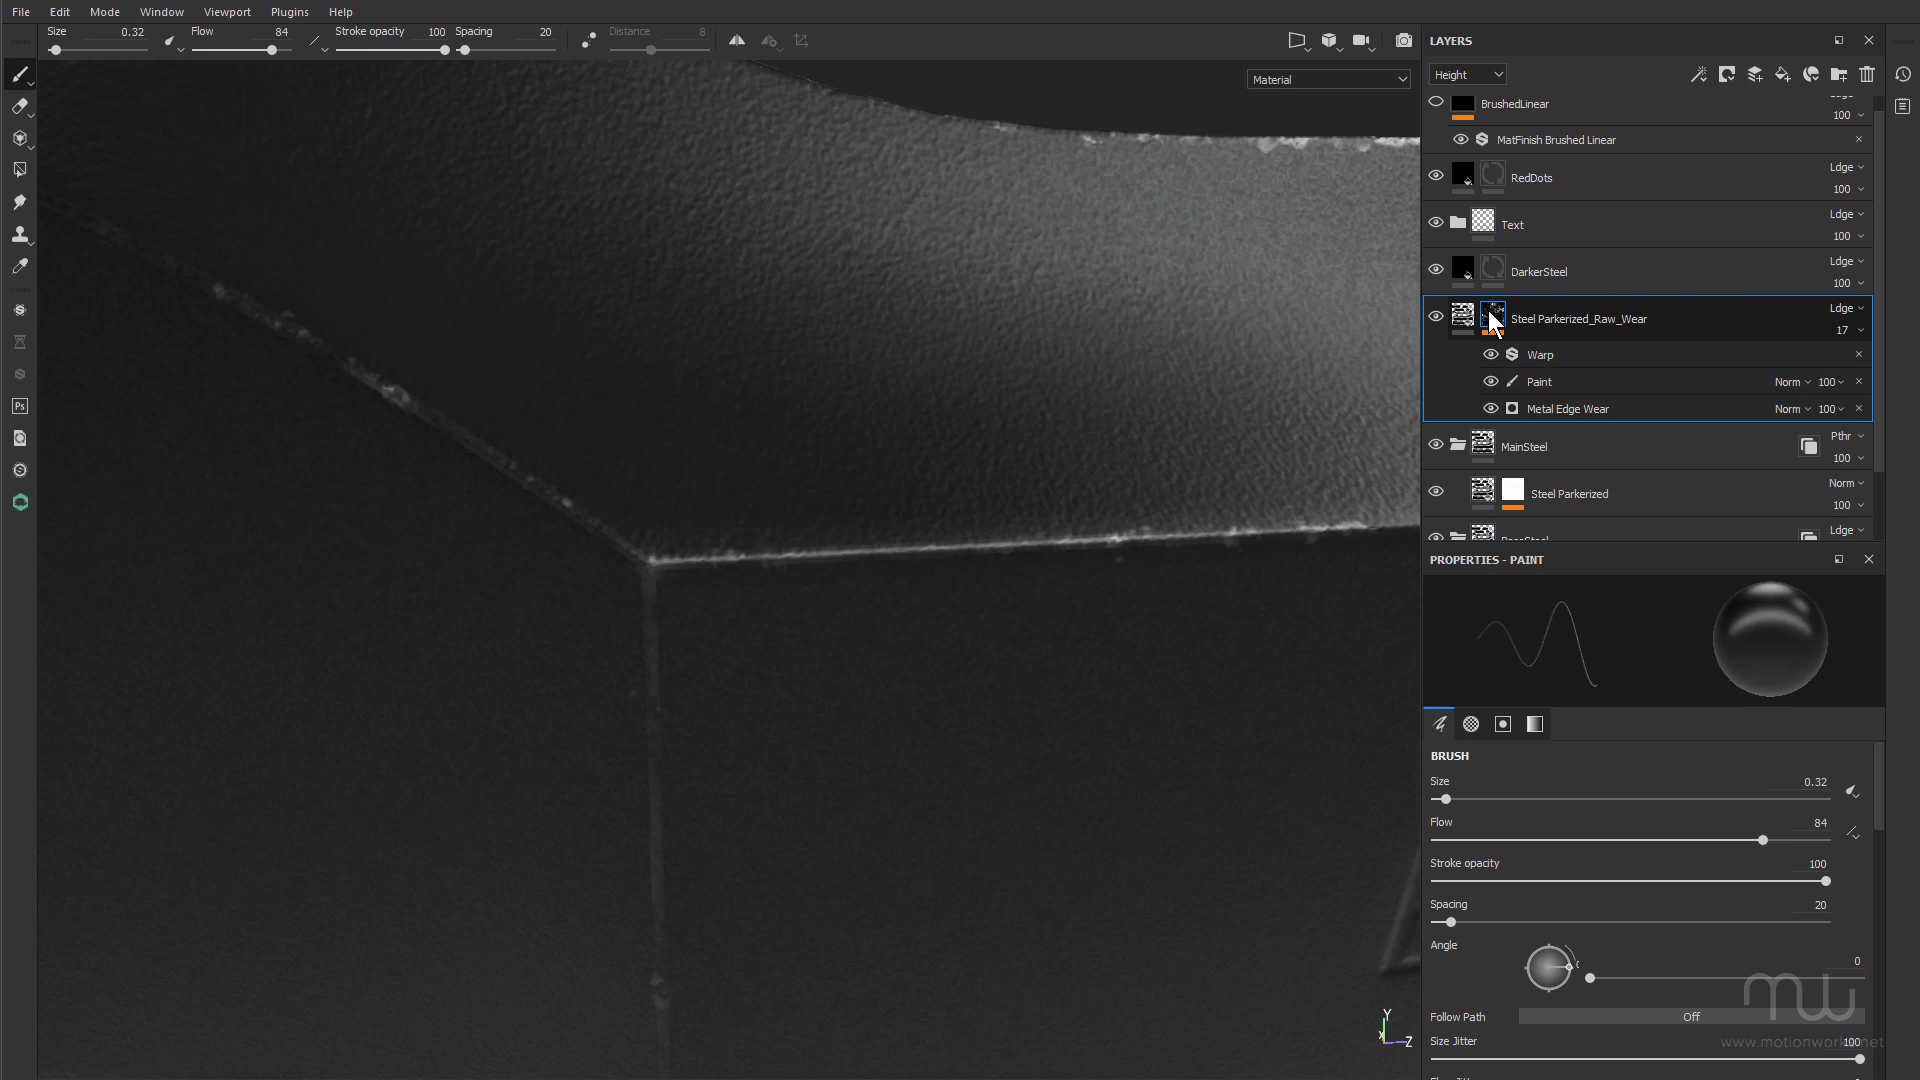 File Edit Mode Window Viewport Plugins Help
Size 0.32 Flow 84 Stroke opacity 100 Spacing 20 Distance 8
Material
LAYERS
Height
BrushedLinear
100
MatFinish Brushed Linear
RedDots Ldge
100
Text Ldge
100
DarkerSteel Ldge
100
Steel Parkerized_Raw_Wear Ldge
17
Warp
Paint Norm 100
Metal Edge Wear Norm 100
MainSteel Pthr
100
Steel Parkerized Norm
100
Ldge
PROPERTIES - PAINT
BRUSH
Size 0.32
Flow 84
Stroke opacity 100
Spacing 20
Angle 0
Follow Path Off
Size Jitter 100
Ps
Y
X
Z
mw
www.motionworks.net